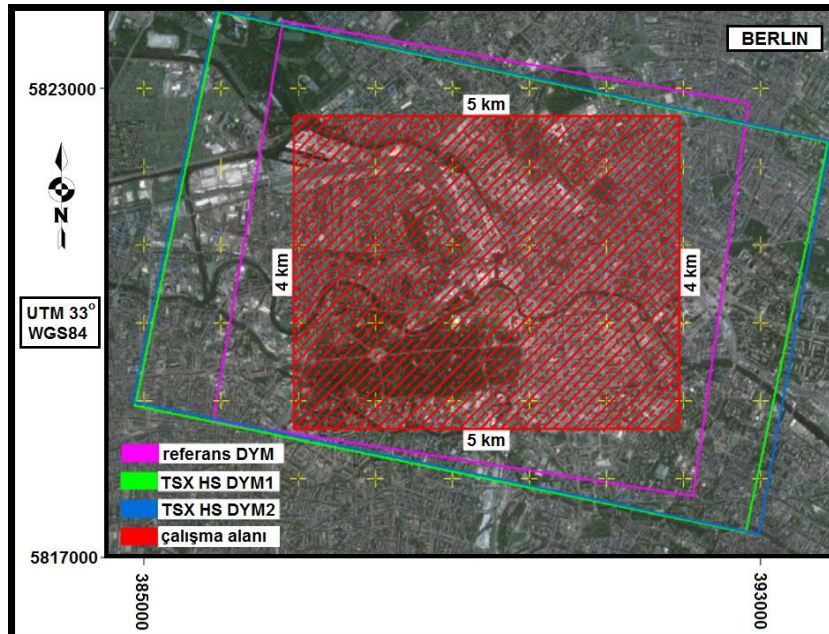 BERLIN
5823000
5 km
N
4 km
4 km
UTM 33°
WGS84
5 km
referans DYM
TSX HS DYM1
TSX HS DYM2
çalışma alanı
5817000
385000
393000